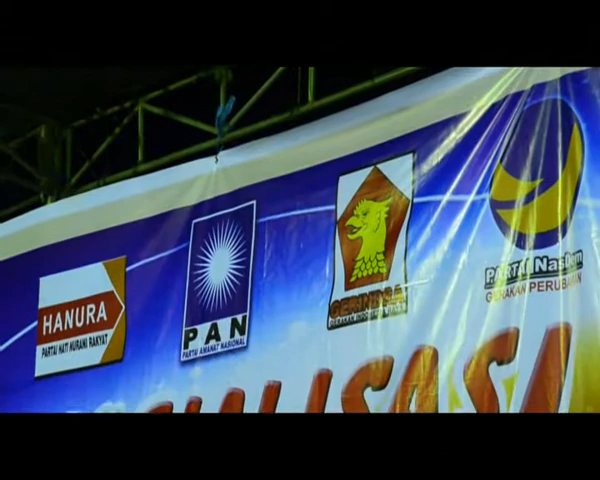 HANURA
PARTAI HATI NURANI RAKYAT
PAN
PARTAI AMANAT NASIONAL
GERINDRA
PARTAI NasDem
GERAKAN PERUBAHAN